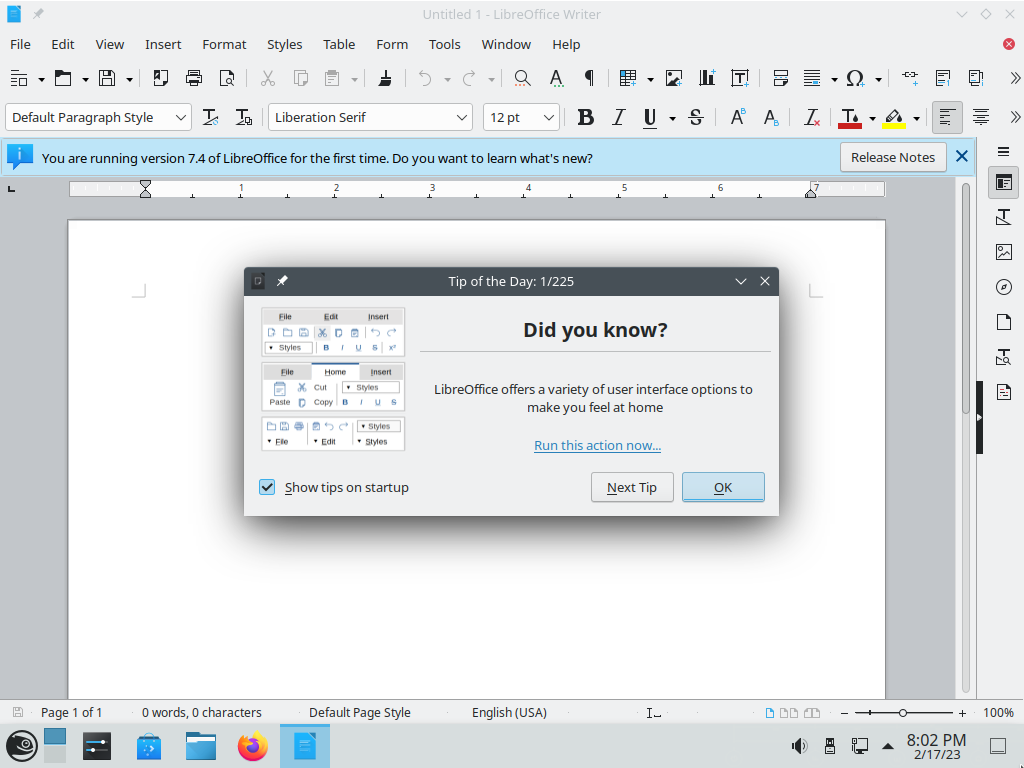 Untitled 1 - LibreOffice Writer
File Edit View Insert Format Styles Table Form Tools Window Help
Default Paragraph Style Liberation Serif 12 pt
You are running version 7.4 of LibreOffice for the first time. Do you want to learn what's new? Release Notes
1 2 3 4 5 6 7
Tip of the Day: 1/225
File Edit Insert
Styles B I U S x²
File Home Insert
Cut Styles
Paste Copy B I U S
Styles
File Edit Styles
Did you know?
LibreOffice offers a variety of user interface options to
make you feel at home
Run this action now...
Show tips on startup Next Tip OK
Page 1 of 1 0 words, 0 characters Default Page Style English (USA) 100%
8:02 PM
2/17/23